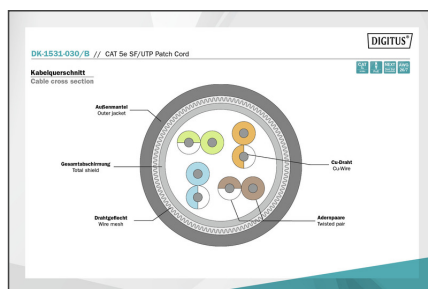 DIGITUS®
DK-1531-030/B // CAT 5e SF/UTP Patch Cord
Kabelquerschnitt
Cable cross section
Außenmantel
Outer jacket
Gesamtabschirmung
Total shield
Drahtgeflecht
Wire mesh
Cu-Draht
Cu-Wire
Aderspaare
Twisted pair